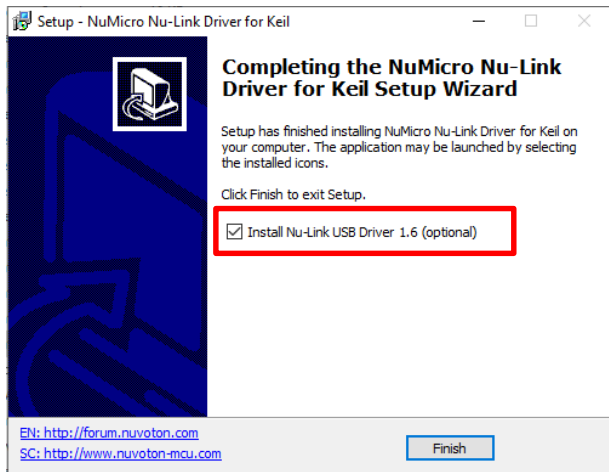 Setup - NuMicro Nu-Link Driver for Keil
Completing the NuMicro Nu-Link
Driver for Keil Setup Wizard
Setup has finished installing NuMicro Nu-Link Driver for Keil on
your computer. The application may be launched by selecting
the installed icons.
Click Finish to exit Setup.
Install Nu-Link USB Driver 1.6 (optional)
EN: http://forum.nuvoton.com
SC: http://www.nuvoton-mcu.com
Finish